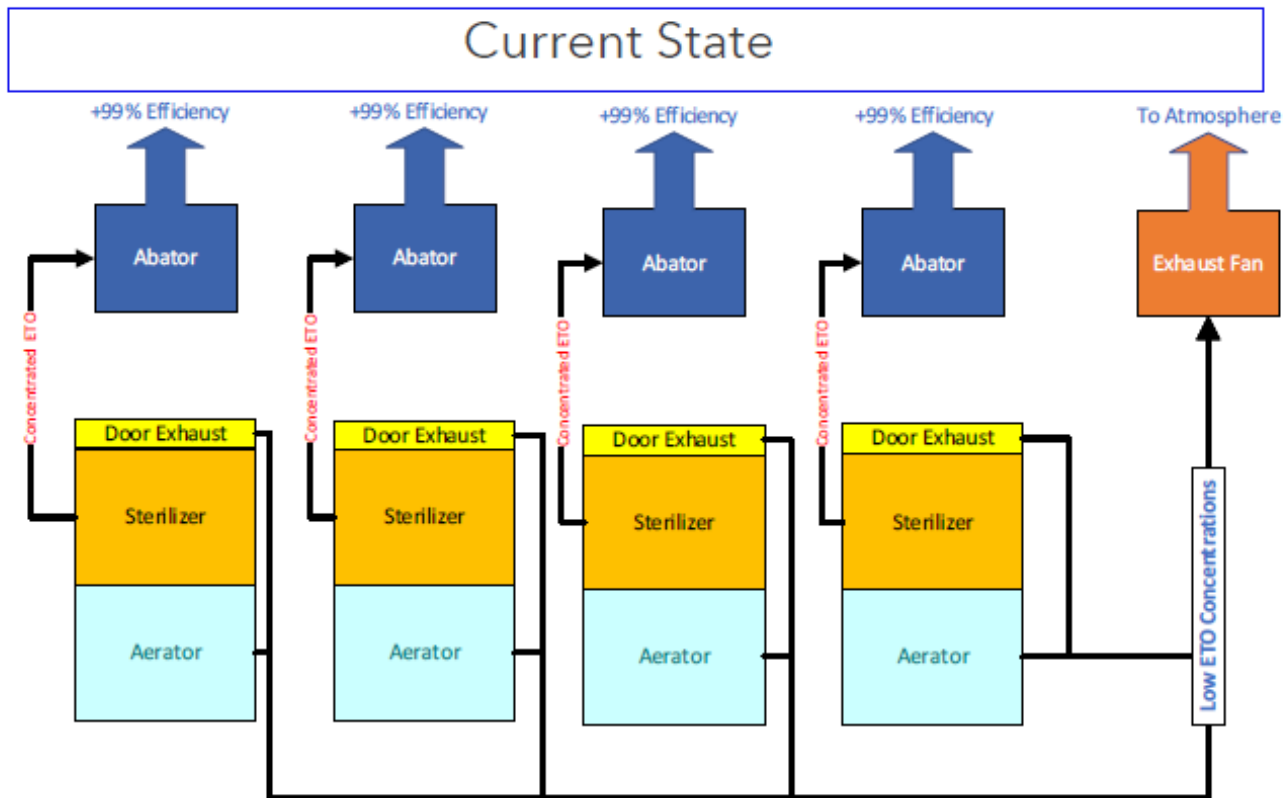 Current State
+99% Efficiency
+99% Efficiency
+99% Efficiency
+99% Efficiency
To Atmosphere
Abator
Abator
Abator
Abator
Exhaust Fan
Concentrated ETO
Concentrated ETO
Concentrated ETO
Concentrated ETO
Door Exhaust
Door Exhaust
Door Exhaust
Door Exhaust
Sterilizer
Sterilizer
Sterilizer
Sterilizer
Low ETO Concentrations
Aerator
Aerator
Aerator
Aerator